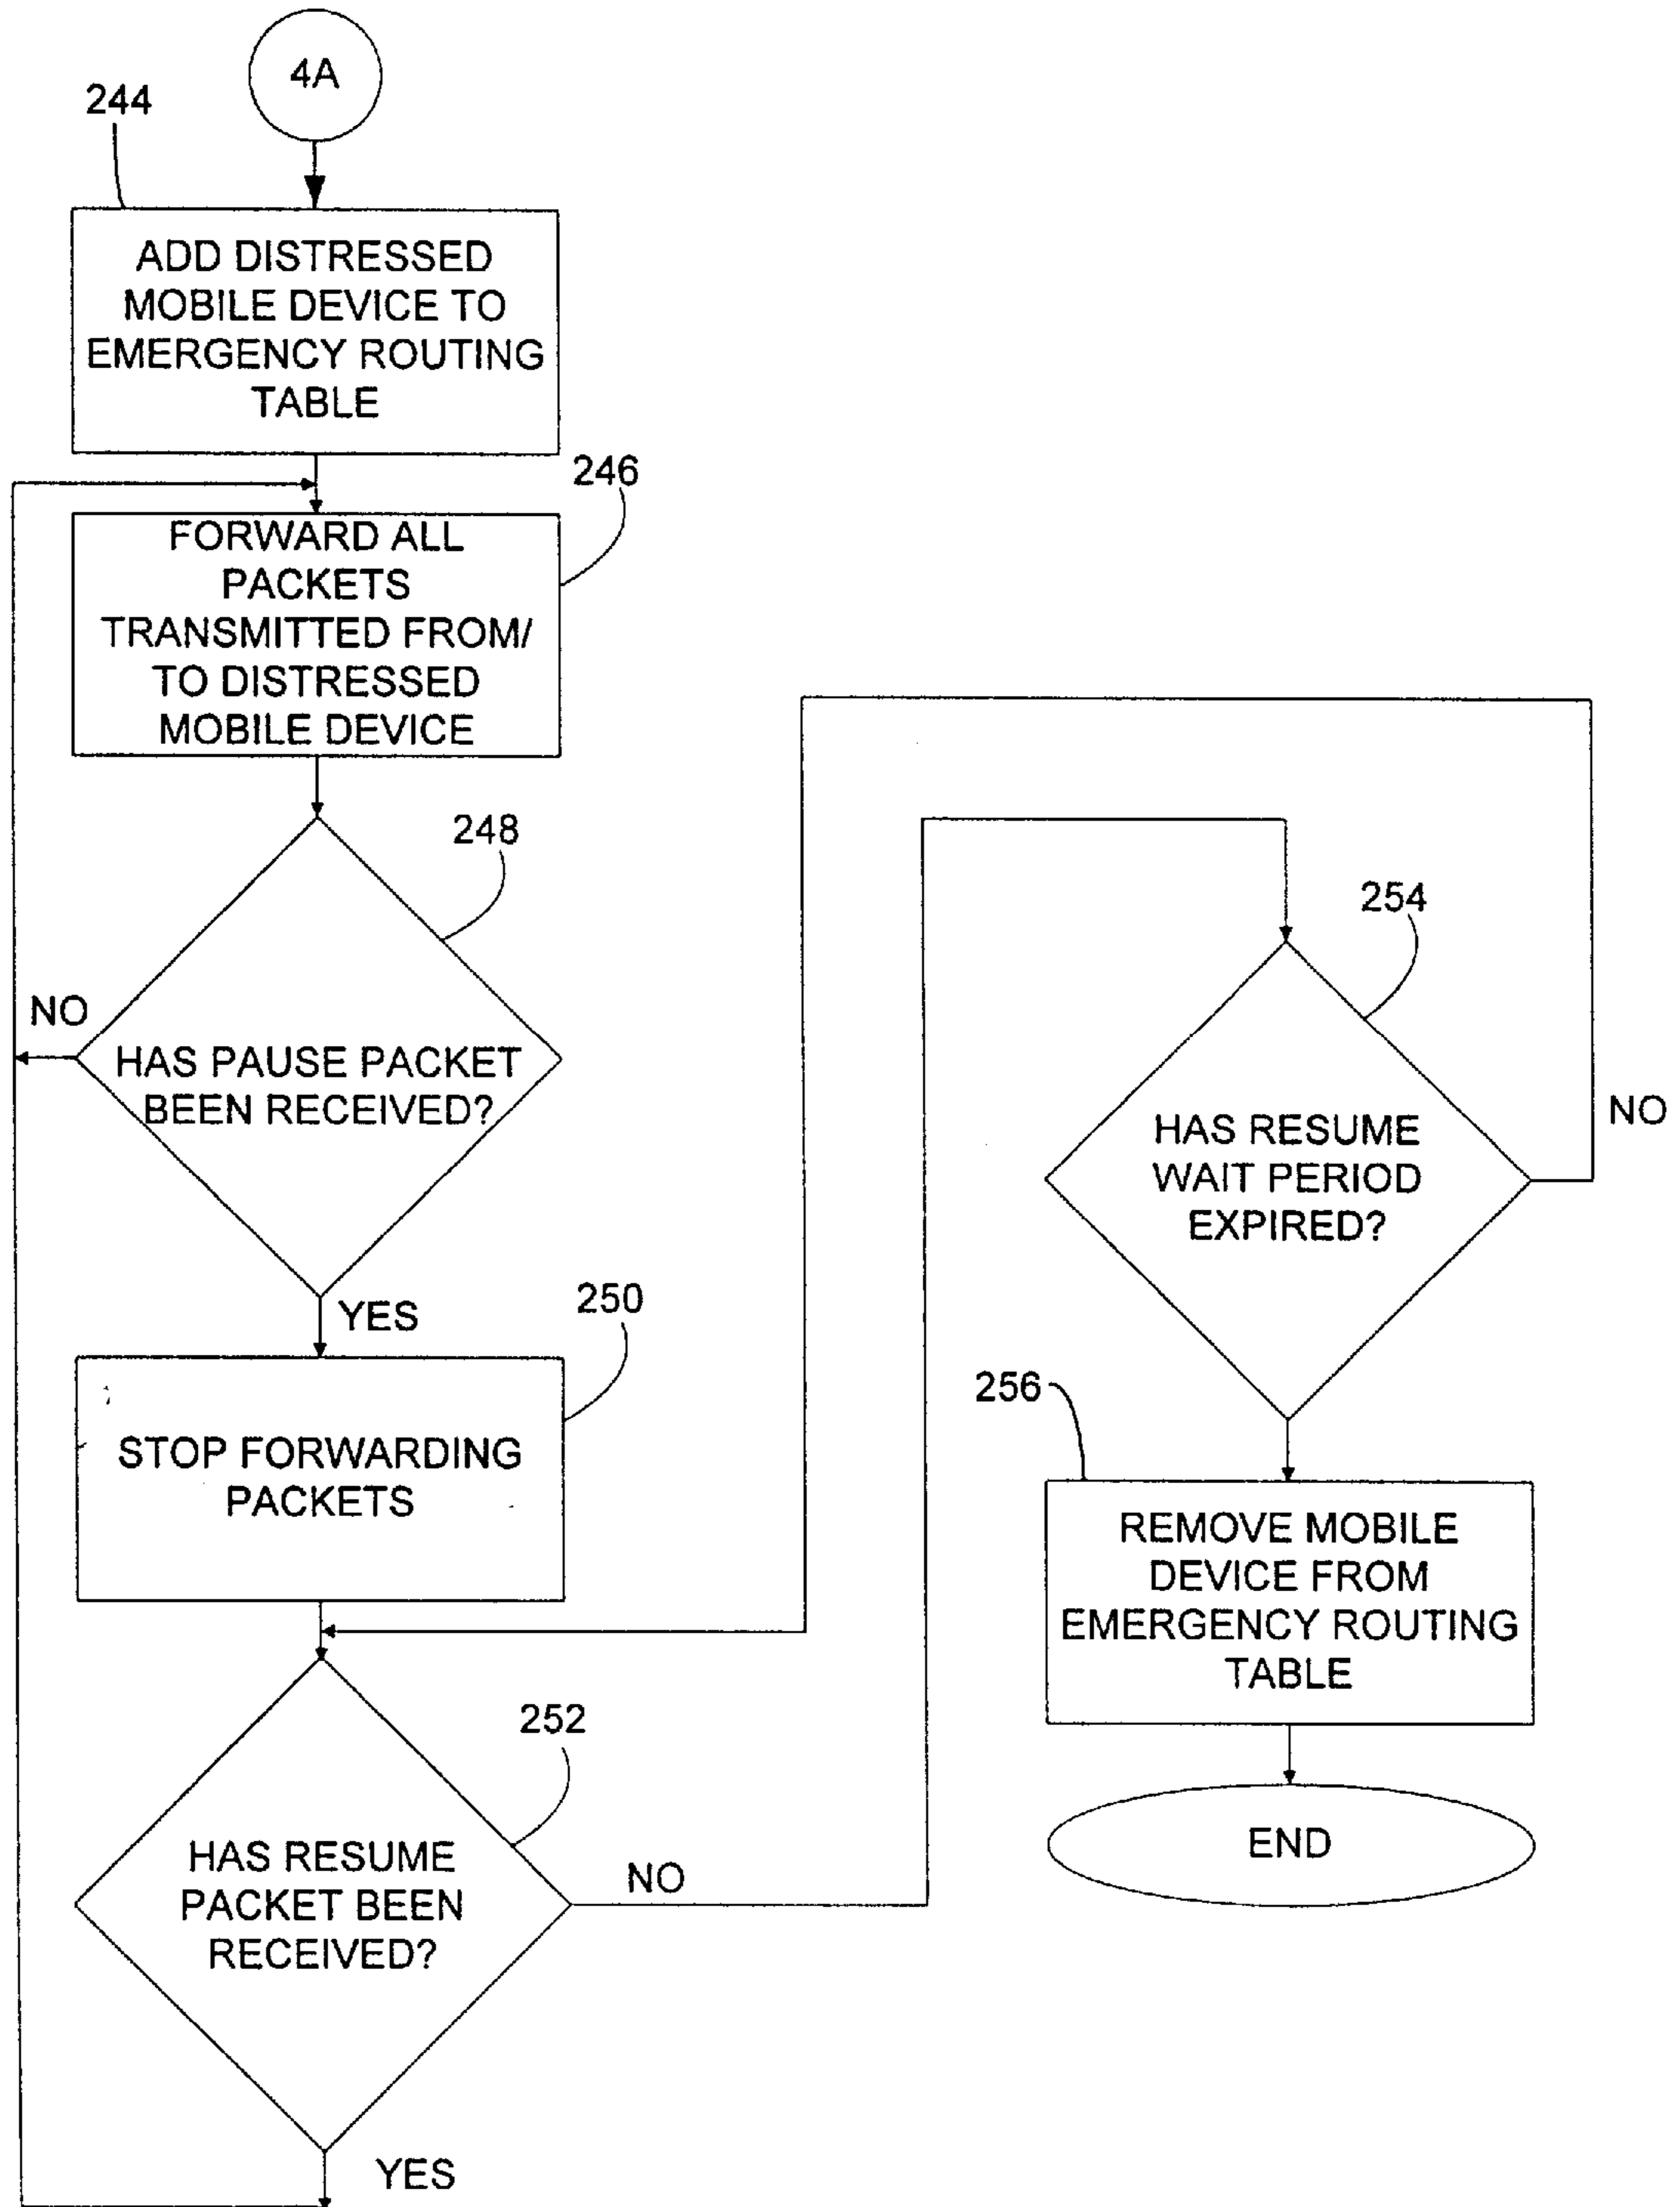 4A
244
ADD DISTRESSED
MOBILE DEVICE TO
EMERGENCY ROUTING
TABLE
246
FORWARD ALL
PACKETS
TRANSMITTED FROM/
TO DISTRESSED
MOBILE DEVICE
248
NO
HAS PAUSE PACKET
BEEN RECEIVED?
YES
250
STOP FORWARDING
PACKETS
252
HAS RESUME
PACKET BEEN
RECEIVED?
NO
YES
254
HAS RESUME
WAIT PERIOD
EXPIRED?
NO
256
REMOVE MOBILE
DEVICE FROM
EMERGENCY ROUTING
TABLE
END